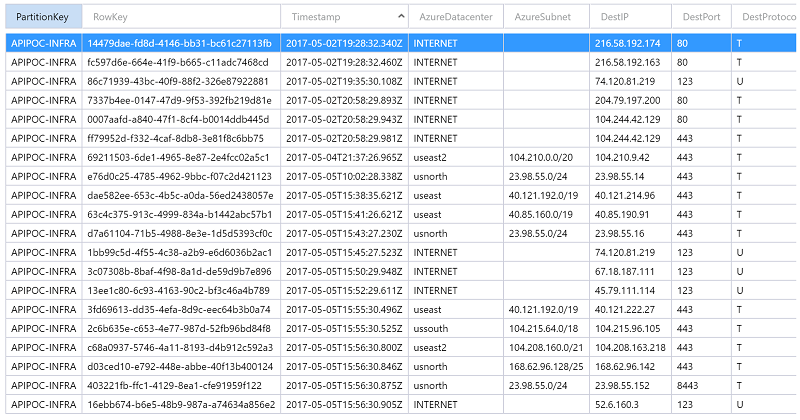 PartitionKey RowKey Timestamp AzureDatacenter AzureSubnet DestIP DestPort DestProtoco
APIPOC-INFRA 14479dae-fd8d-4146-bb31-bc61c27113fb 2017-05-02T19:28:32.340Z INTERNET 216.58.192.174 80 T
APIPOC-INFRA fc597d6e-664e-41f9-b665-c11adc7468cd 2017-05-02T19:28:32.460Z INTERNET 216.58.192.163 80 T
APIPOC-INFRA 86c71939-43bc-40f9-88f2-326e87922881 2017-05-02T19:35:30.108Z INTERNET 74.120.81.219 123 U
APIPOC-INFRA 7337b4ee-0147-47d9-9f53-392fb219d81e 2017-05-02T20:58:29.893Z INTERNET 204.79.197.200 80 T
APIPOC-INFRA 0007aafd-a840-47f1-8cf4-b0014ddb445d 2017-05-02T20:58:29.943Z INTERNET 104.244.42.129 80 T
APIPOC-INFRA ff79952d-f332-4caf-8db8-3e81f8c6bb75 2017-05-02T20:58:29.981Z INTERNET 104.244.42.129 443 T
APIPOC-INFRA 69211503-6de1-4965-8e87-2e4fcc02a5c1 2017-05-04T21:37:26.965Z useast2 104.210.0.0/20 104.210.9.42 443 T
APIPOC-INFRA e76d0c25-4785-4962-9bbc-f07c2d421123 2017-05-05T10:02:28.338Z usnorth 23.98.55.0/24 23.98.55.14 443 T
APIPOC-INFRA dae582ee-653c-4b5c-a0da-56ed2438057e 2017-05-05T15:38:35.621Z useast 40.121.192.0/19 40.121.214.96 443 T
APIPOC-INFRA 63c4c375-913c-4999-834a-b1442abc57b1 2017-05-05T15:41:26.621Z useast 40.85.160.0/19 40.85.190.91 443 T
APIPOC-INFRA d7a61104-71b5-4988-8e3e-1d5d5393cf0c 2017-05-05T15:43:27.230Z usnorth 23.98.55.0/24 23.98.55.16 443 T
APIPOC-INFRA 1bb99c5d-4f55-4c38-a2b9-e6d6036b2ac1 2017-05-05T15:45:27.523Z INTERNET 74.120.81.219 123 U
APIPOC-INFRA 3c07308b-8baf-4f98-8a1d-de59d9b7e896 2017-05-05T15:50:29.948Z INTERNET 67.18.187.111 123 U
APIPOC-INFRA 13ee1c80-6c93-4163-90c2-bf3c46a4b789 2017-05-05T15:52:29.611Z INTERNET 45.79.111.114 123 U
APIPOC-INFRA 3fd69613-dd35-4efa-8d9c-eec64b3b0a74 2017-05-05T15:55:30.496Z useast 40.121.192.0/19 40.121.222.27 443 T
APIPOC-INFRA 2c6b635e-c653-4e77-987d-52fb96bd84f8 2017-05-05T15:55:30.525Z ussouth 104.215.64.0/18 104.215.96.105 443 T
APIPOC-INFRA c68a0937-5746-4a11-8193-d4b912c592a3 2017-05-05T15:56:30.800Z useast2 104.208.160.0/21 104.208.163.218 443 T
APIPOC-INFRA d03ced10-e792-448e-abbe-40f13b400124 2017-05-05T15:56:30.846Z usnorth 168.62.96.128/25 168.62.96.142 443 T
APIPOC-INFRA 403221fb-ffc1-4129-8ea1-cfe91959f122 2017-05-05T15:56:30.875Z usnorth 23.98.55.0/24 23.98.55.152 8443 T
APIPOC-INFRA 16ebb674-b6e5-48b9-987a-a74634a856e2 2017-05-05T15:56:30.905Z INTERNET 52.6.160.3 123 U